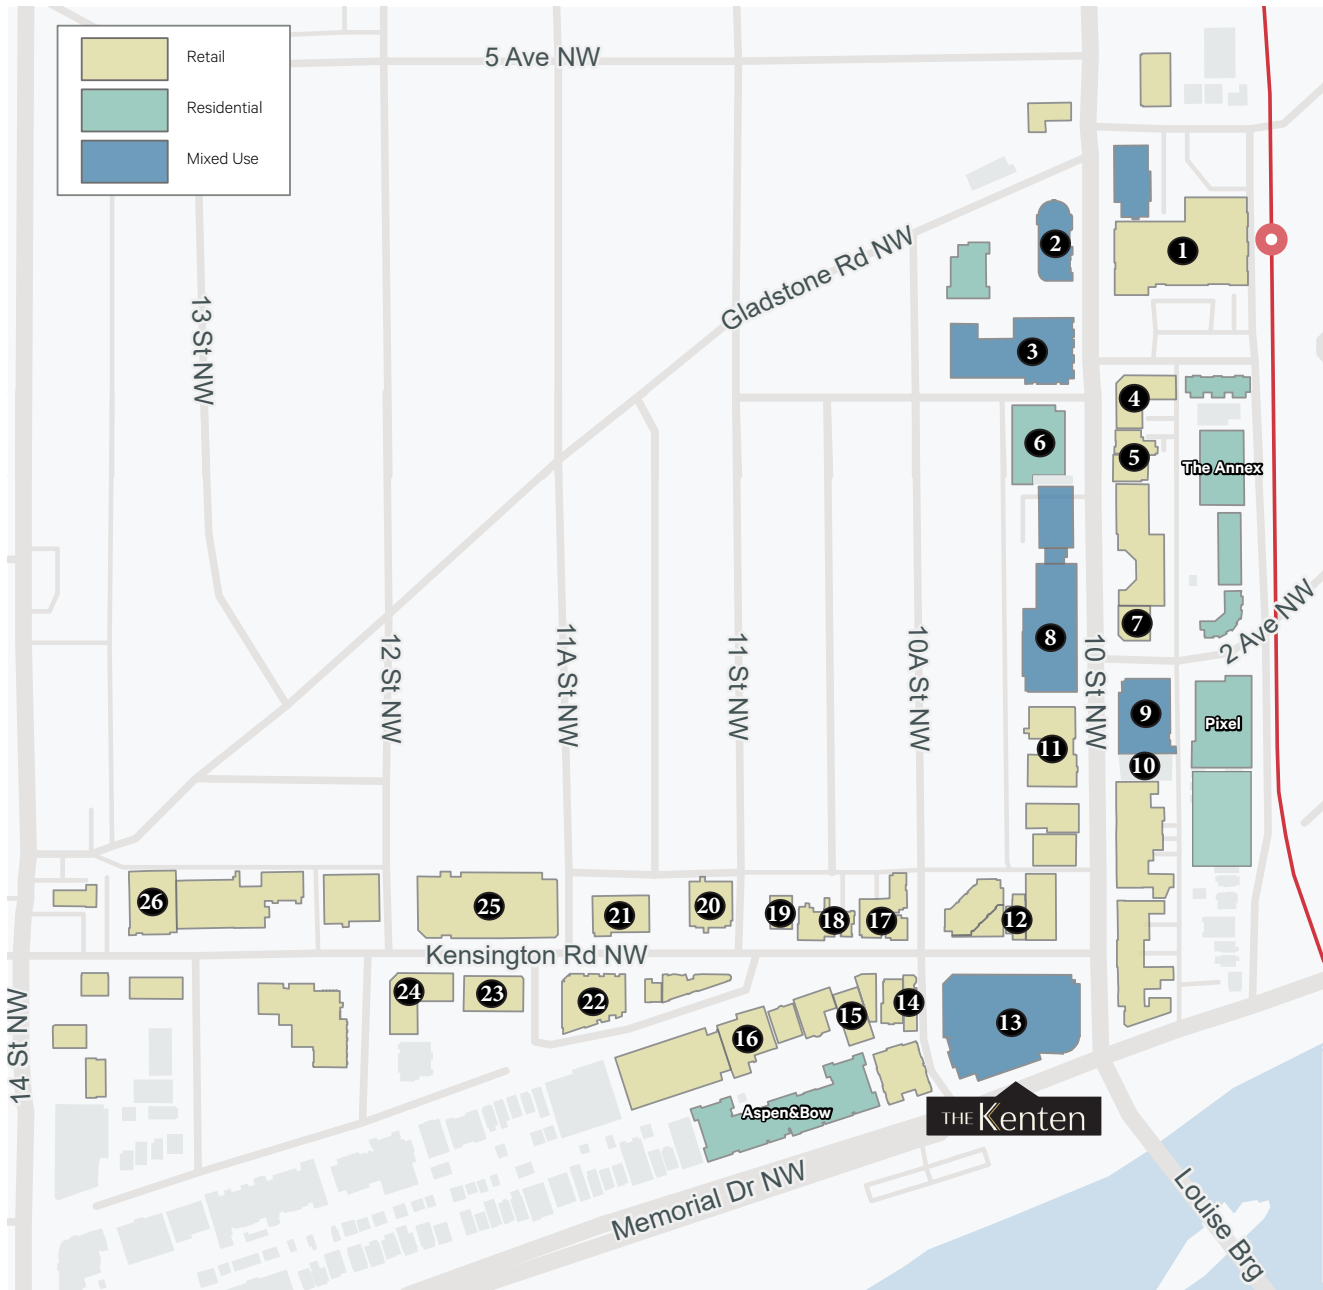 Retail
Residential
Mixed Use
5 Ave NW
13 St NW
Gladstone Rd NW
1
2
3
4
5
6
The Annex
7
8
2 Ave NW
12 St NW
11A St NW
11 St NW
10A St NW
10 St NW
9
Pixel
10
11
26
25
21
20
19
18
17
12
Kensington Rd NW
24
23
22
16
15
14
13
14 St NW
Aspen&Bow
THE Kenten
Memorial Dr NW
Louise Brg